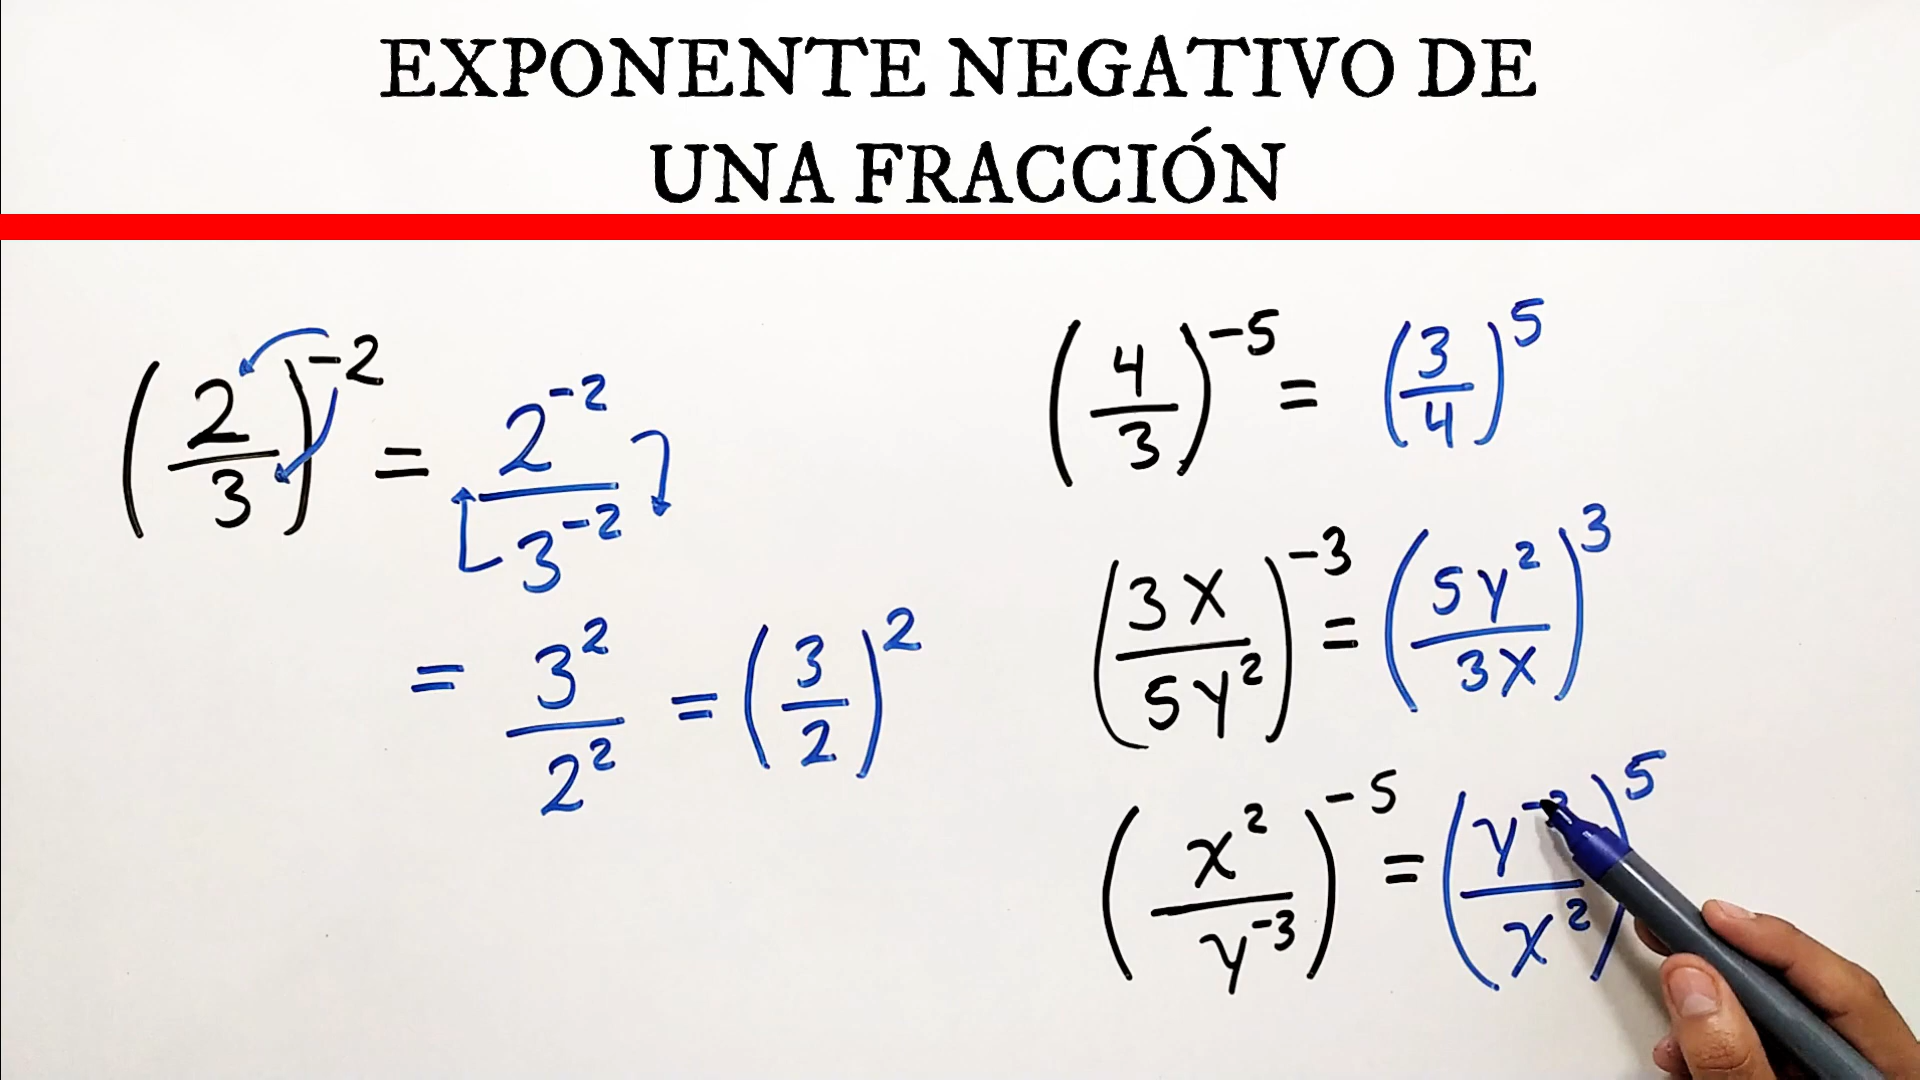 EXPONENTE NEGATIVO DE
UNA FRACCIÓN
(2/3)^-2 = 2^-2/3^-2
= 3^2/2^2 = (3/2)^2
(4/3)^-5 = (3/4)^5
(3x/5y^2)^-3 = (5y^2/3x)^3
(x^2/y^-3)^-5 = (y^-3/x^2)^5